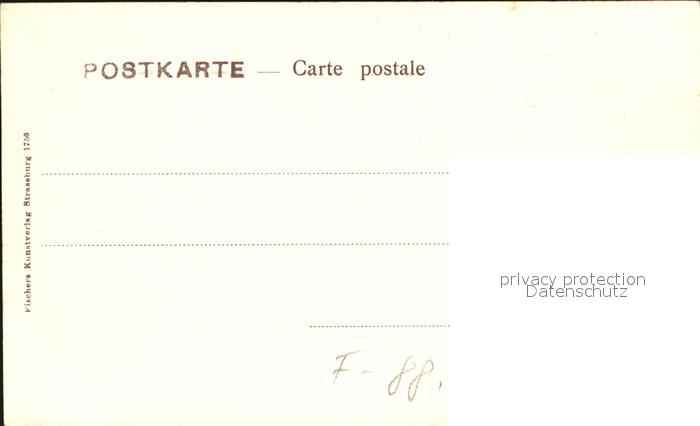 POSTKARTE — Carte postale
Fischers Kunstverlag Strassburg 1750
privacy protection
Datenschutz
F - 88.